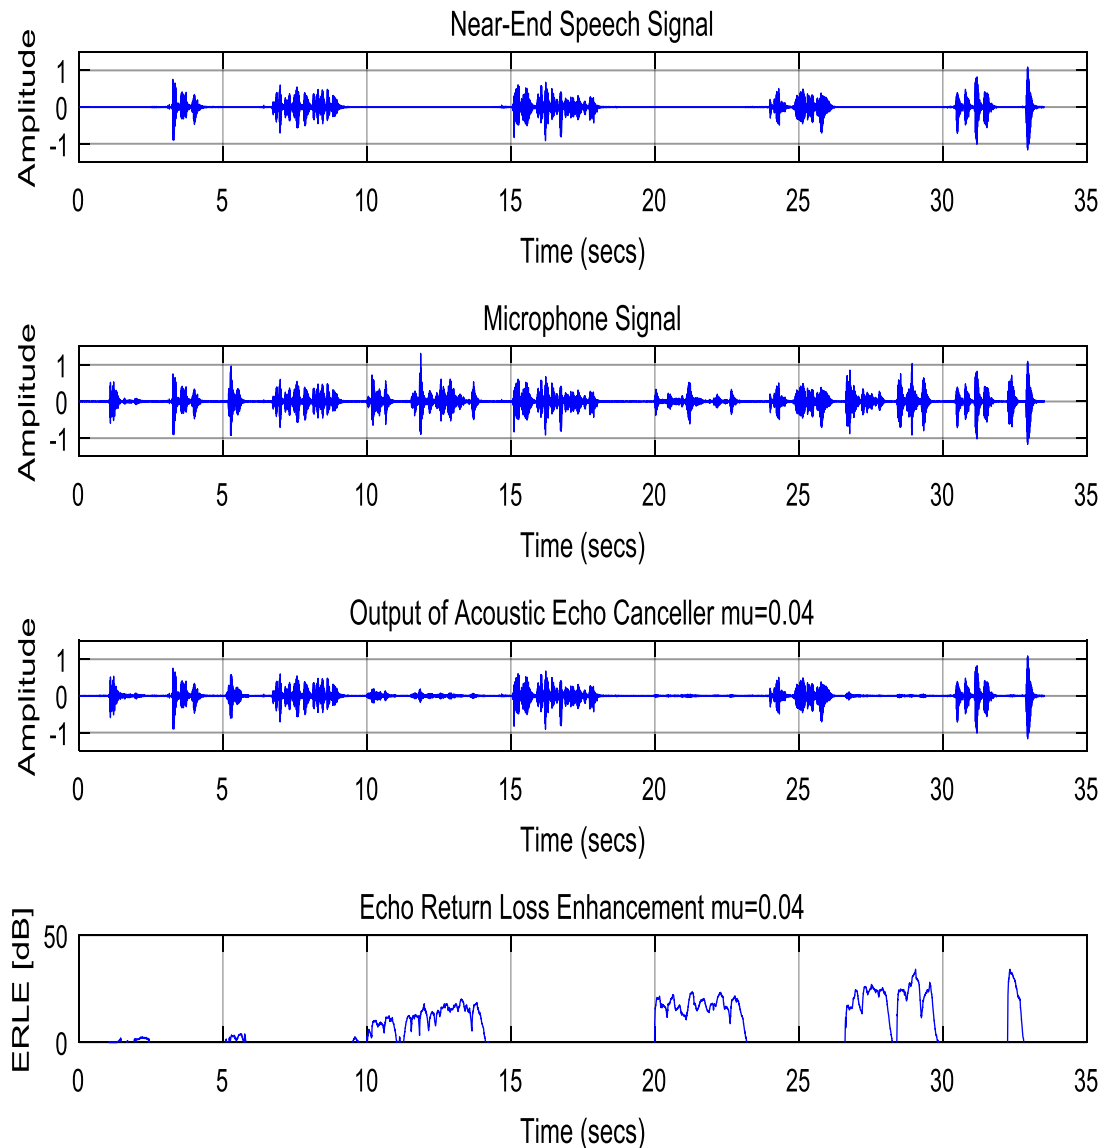 Near-End Speech Signal
Amplitude
1
0
-1
0 5 10 15 20 25 30 35
Time (secs)
Microphone Signal
Amplitude
1
0
-1
0 5 10 15 20 25 30 35
Time (secs)
Output of Acoustic Echo Canceller mu=0.04
Amplitude
1
0
-1
0 5 10 15 20 25 30 35
Time (secs)
Echo Return Loss Enhancement mu=0.04
ERLE [dB]
50
0
0 5 10 15 20 25 30 35
Time (secs)